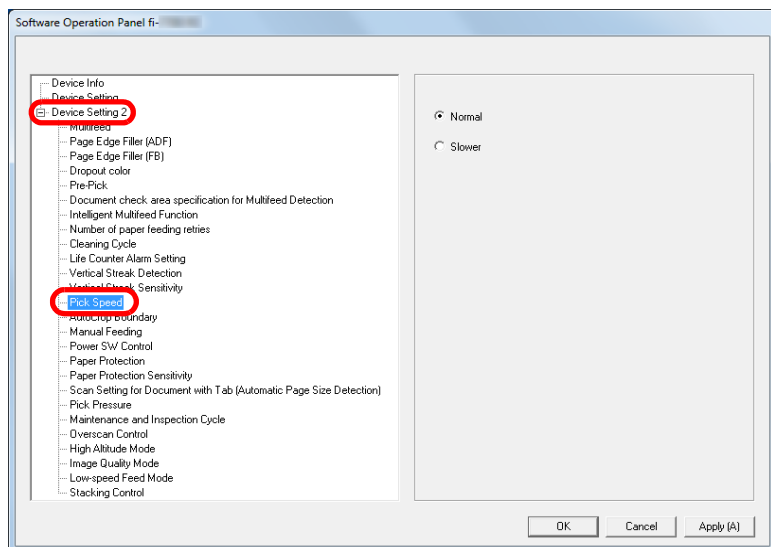 Software Operation Panel fi-
Device Info
Device Setting
Device Setting 2
Multifeed
Page Edge Filler (ADF)
Page Edge Filler (FB)
Dropout color
Pre-Pick
Document check area specification for Multifeed Detection
Intelligent Multifeed Function
Number of paper feeding retries
Cleaning Cycle
Life Counter Alarm Setting
Vertical Streak Detection
Vertical Streak Sensitivity
Pick Speed
AutoCrop Boundary
Manual Feeding
Power SW Control
Paper Protection
Paper Protection Sensitivity
Scan Setting for Document with Tab (Automatic Page Size Detection)
Pick Pressure
Maintenance and Inspection Cycle
Overscan Control
High Altitude Mode
Image Quality Mode
Low-speed Feed Mode
Stacking Control
Normal
Slower
OK Cancel Apply (A)